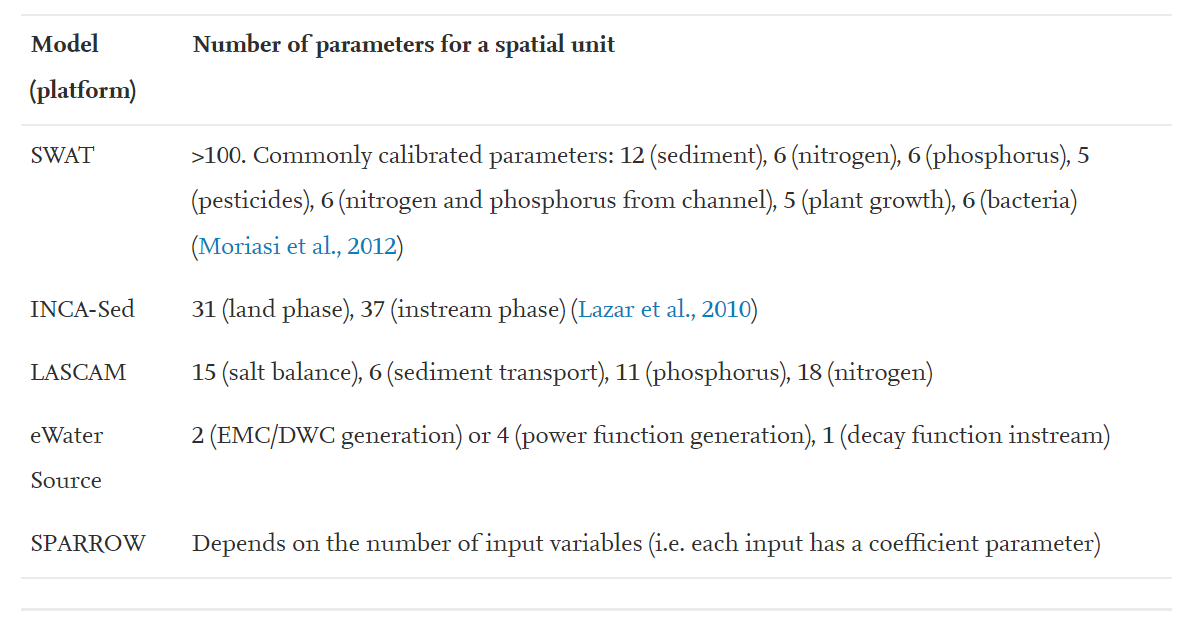 Model Number of parameters for a spatial unit
(platform)
SWAT >100. Commonly calibrated parameters: 12 (sediment), 6 (nitrogen), 6 (phosphorus), 5
(pesticides), 6 (nitrogen and phosphorus from channel), 5 (plant growth), 6 (bacteria)
(Moriasi et al., 2012)
INCA-Sed 31 (land phase), 37 (instream phase) (Lazar et al., 2010)
LASCAM 15 (salt balance), 6 (sediment transport), 11 (phosphorus), 18 (nitrogen)
eWater 2 (EMC/DWC generation) or 4 (power function generation), 1 (decay function instream)
Source
SPARROW Depends on the number of input variables (i.e. each input has a coefficient parameter)